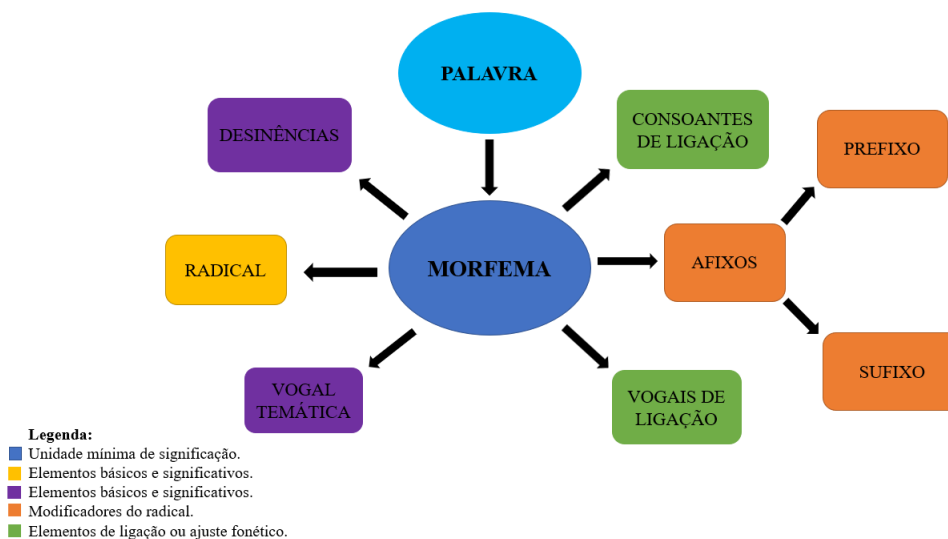 PALAVRA
DESINÊNCIAS
CONSOANTES
DE LIGAÇÃO
PREFIXO
RADICAL
MORFEMA
AFIXOS
VOGAL
TEMÁTICA
VOGAIS DE
LIGAÇÃO
SUFIXO
Legenda:
Unidade mínima de significação.
Elementos básicos e significativos.
Elementos básicos e significativos.
Modificadores do radical.
Elementos de ligação ou ajuste fonético.